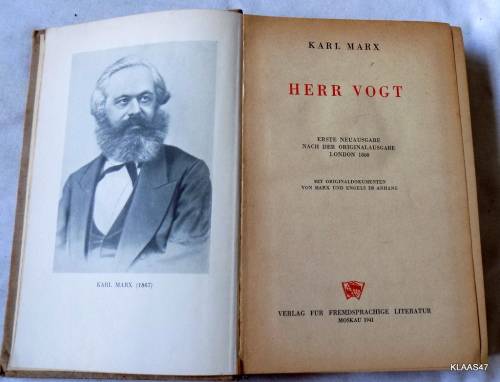 KARL MARX (1867)
KARL MARX
HERR VOGT
ERSTE NEUAUSGABE
NACH DER ORIGINALAUSGABE
LONDON 1860
MIT ORIGINALDOKUMENTEN
VON MARX UND ENGELS IM ANHANG
VERLAG FÜR FREMDSPRACHIGE LITERATUR
MOSKAU 1941
KLAAS47